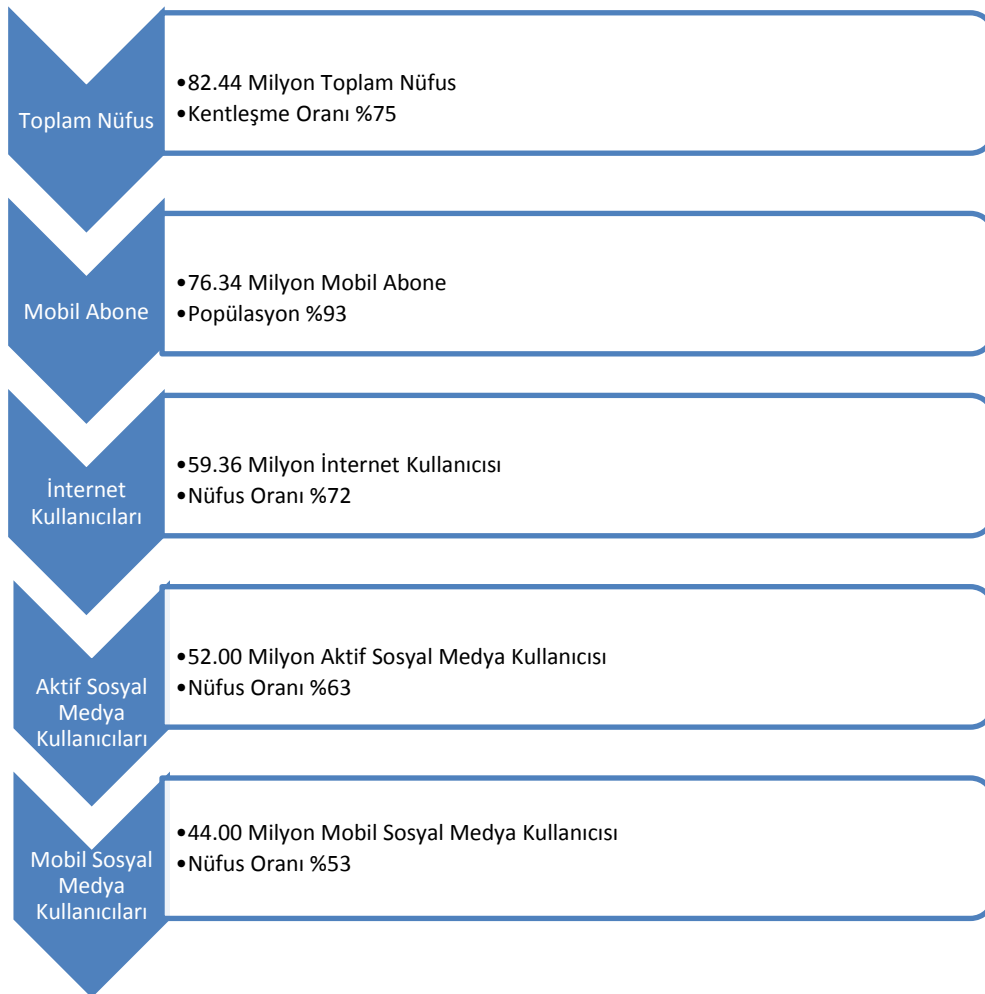 Toplam Nüfus
•82.44 Milyon Toplam Nüfus
•Kentleşme Oranı %75
Mobil Abone
•76.34 Milyon Mobil Abone
•Popülasyon %93
İnternet
Kullanıcıları
•59.36 Milyon İnternet Kullanıcısı
•Nüfus Oranı %72
Aktif Sosyal
Medya
Kullanıcıları
•52.00 Milyon Aktif Sosyal Medya Kullanıcısı
•Nüfus Oranı %63
Mobil Sosyal
Medya
Kullanıcıları
•44.00 Milyon Mobil Sosyal Medya Kullanıcısı
•Nüfus Oranı %53